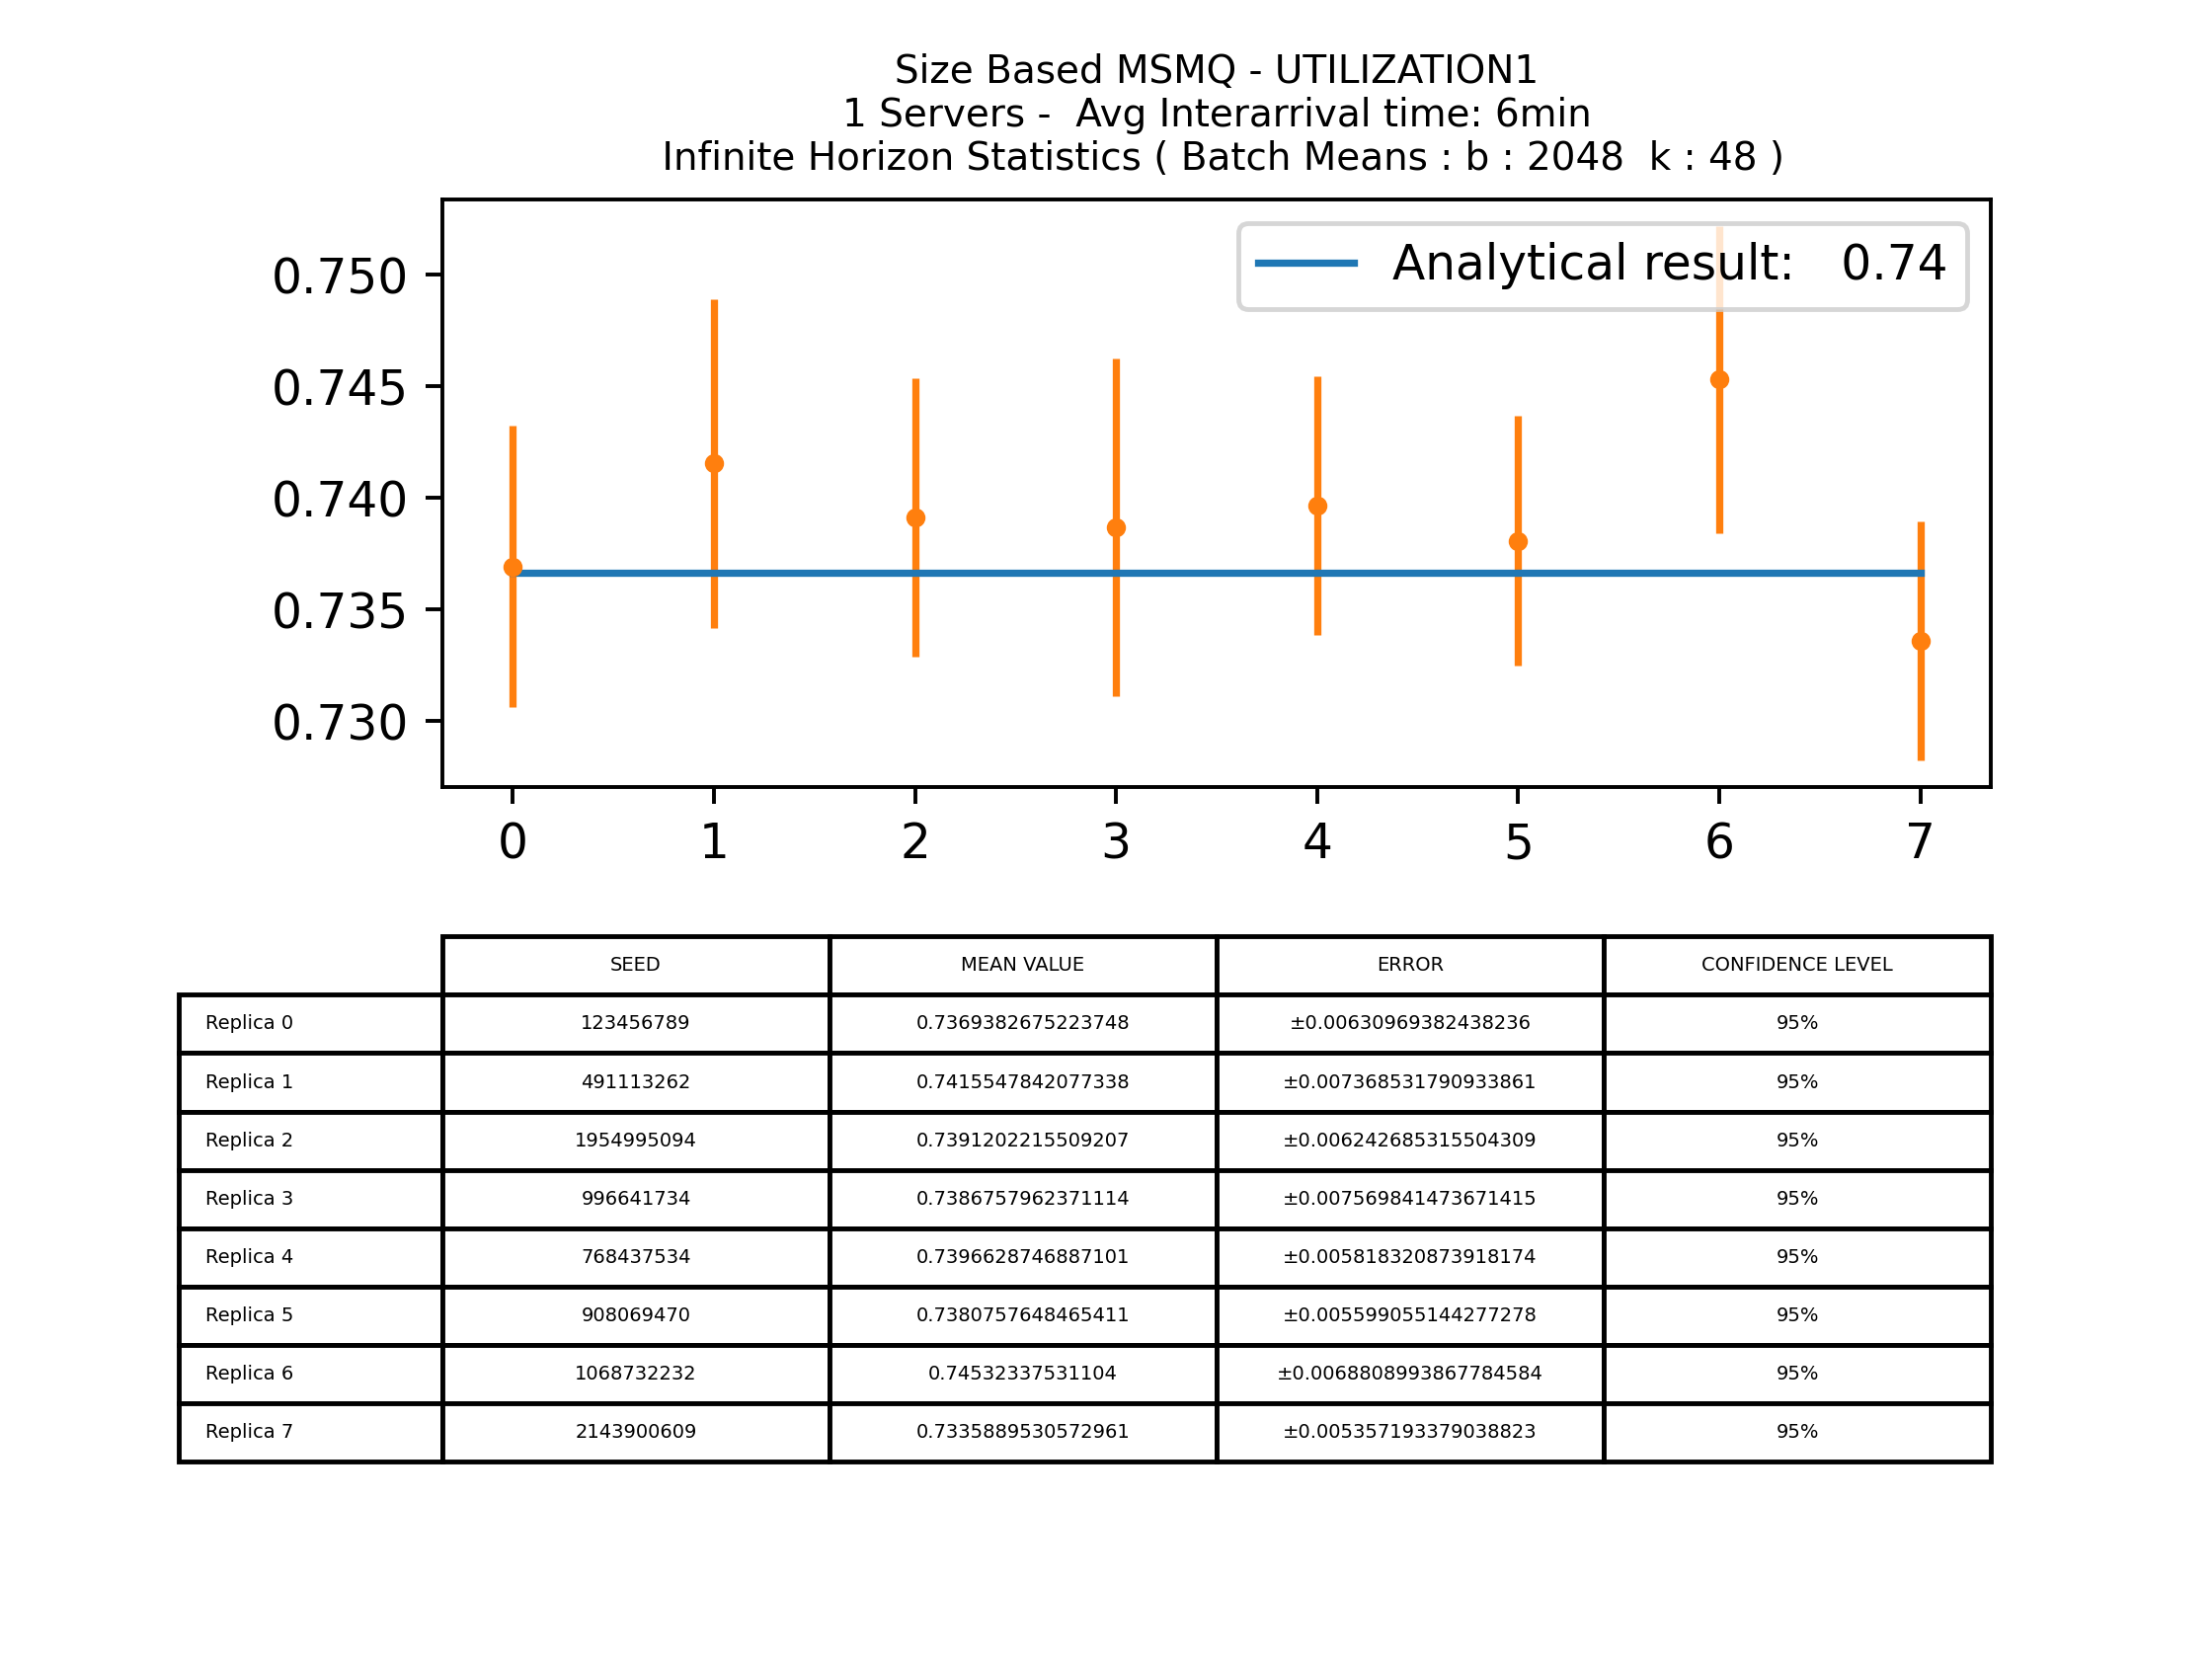 Size Based MSMQ - UTILIZATION1
1 Servers -  Avg Interarrival time: 6min
Infinite Horizon Statistics ( Batch Means : b : 2048  k : 48 )
Analytical result:   0.74
0.750
0.745
0.740
0.735
0.730
0 1 2 3 4 5 6 7
SEED MEAN VALUE ERROR CONFIDENCE LEVEL
Replica 0 123456789 0.7369382675223748 ±0.00630969382438236 95%
Replica 1 491113262 0.7415547842077338 ±0.007368531790933861 95%
Replica 2 1954995094 0.7391202215509207 ±0.006242685315504309 95%
Replica 3 996641734 0.7386757962371114 ±0.007569841473671415 95%
Replica 4 768437534 0.7396628746887101 ±0.005818320873918174 95%
Replica 5 908069470 0.7380757648465411 ±0.005599055144277278 95%
Replica 6 1068732232 0.74532337531104 ±0.0068808993867784584 95%
Replica 7 2143900609 0.7335889530572961 ±0.005357193379038823 95%